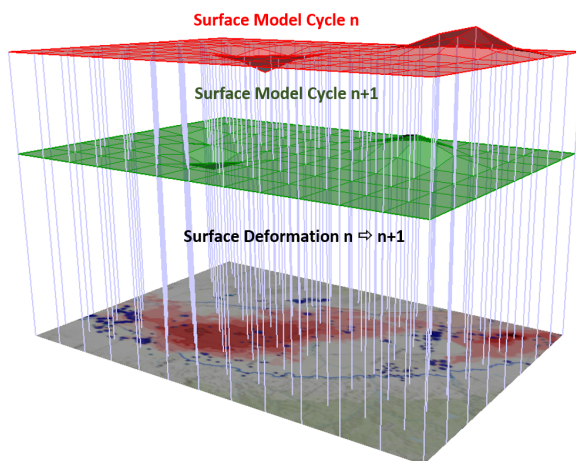 Surface Model Cycle n
Surface Model Cycle n+1
Surface Deformation n ⇨ n+1